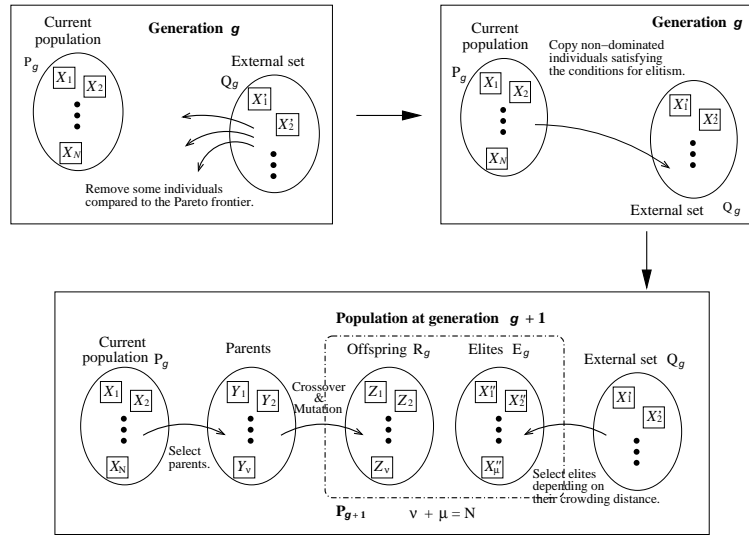 Generation g
Current
population
P_g
X_1
X_2
X_N
External set
Q_g
X'_1
X'_2
Remove some individuals
compared to the Pareto frontier.
Generation g
Current
population
P_g
X_1
X_2
X_N
Copy non−dominated
individuals satisfying
the conditions for elitism.
X'_1
X'_2
External set Q_g
Population at generation g + 1
Current
population P_g
X_1
X_2
X_N
Select
parents.
Parents
Y_1
Y_2
Y_ν
Crossover
&
Mutation
Offspring R_g
Z_1
Z_2
Z_ν
Elites E_g
X''_1
X''_2
X''_μ
External set Q_g
X'_1
X'_2
Select elites
depending on
their crowding distance.
P_{g+1}
ν + μ = N